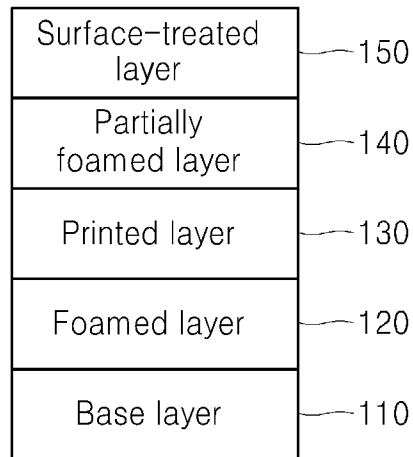 Surface-treated
layer
150
Partially
foamed layer
140
Printed layer
130
Foamed layer
120
Base layer
110